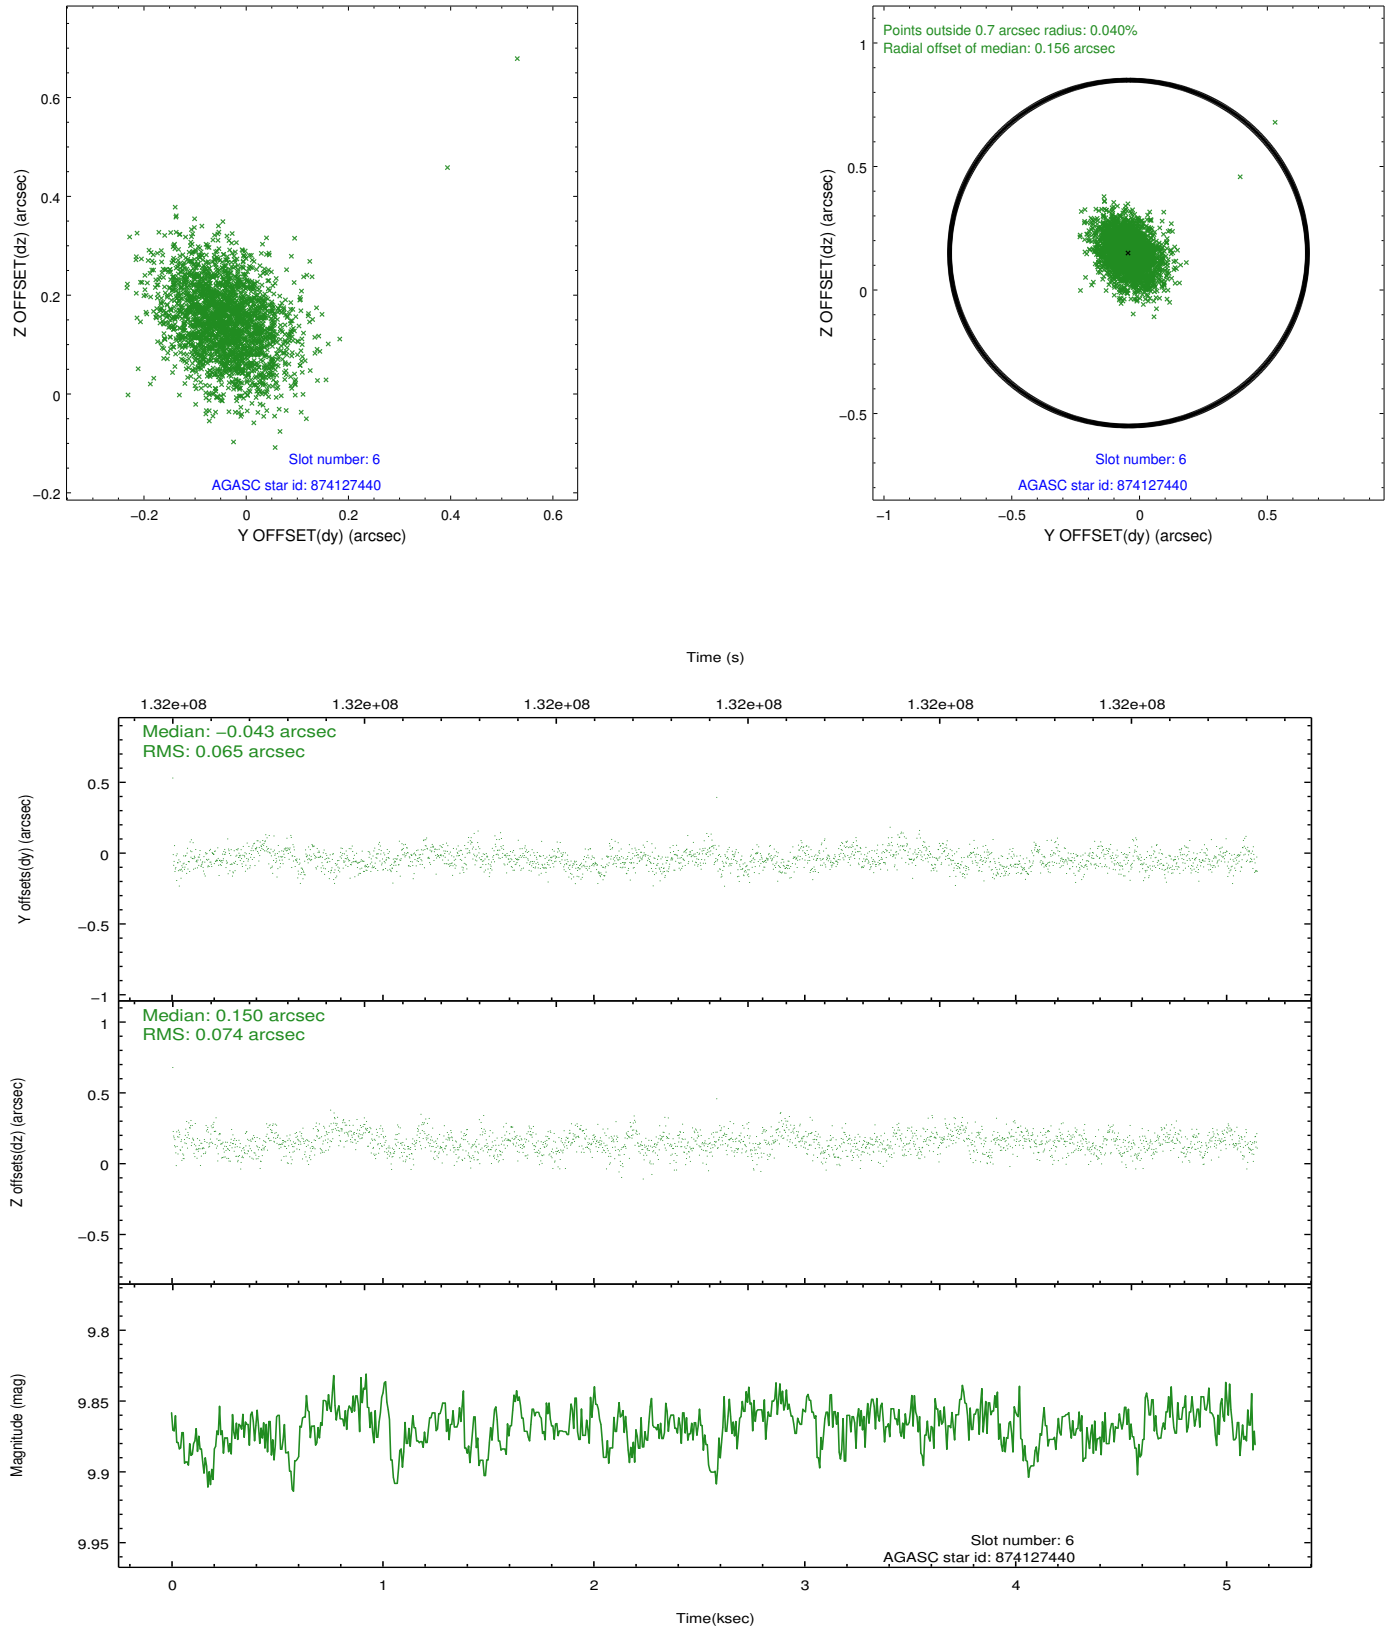 0.6
0.4
0.2
0
−0.2
−0.2
0
0.2
0.4
0.6
Z OFFSET(dz) (arcsec)
Y OFFSET(dy) (arcsec)
Slot number: 6
AGASC star id: 874127440
Points outside 0.7 arcsec radius: 0.040%
Radial offset of median: 0.156 arcsec
1
0.5
0
−0.5
−1
−0.5
0
0.5
Z OFFSET(dz) (arcsec)
Y OFFSET(dy) (arcsec)
Slot number: 6
AGASC star id: 874127440
Time (s)
1.32e+08
1.32e+08
1.32e+08
1.32e+08
1.32e+08
1.32e+08
Median: −0.043 arcsec
RMS: 0.065 arcsec
0.5
0
−0.5
−1
Y offsets(dy) (arcsec)
Median: 0.150 arcsec
RMS: 0.074 arcsec
1
0.5
0
−0.5
Z offsets(dz) (arcsec)
9.8
9.85
9.9
9.95
Magnitude (mag)
Slot number: 6
AGASC star id: 874127440
0
1
2
3
4
5
Time(ksec)